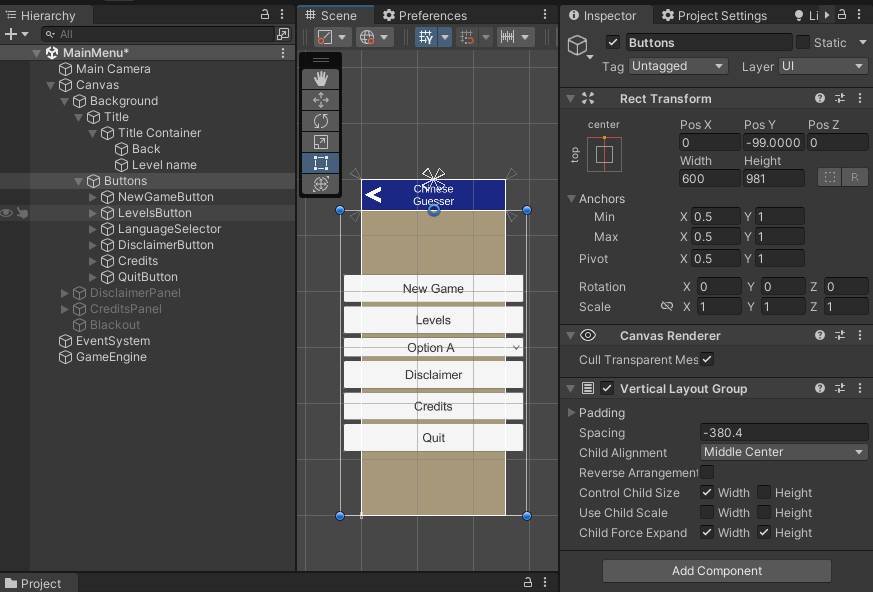 Hierarchy
All
MainMenu*
Main Camera
Canvas
Background
Title
Title Container
Back
Level name
Buttons
NewGameButton
LevelsButton
LanguageSelector
DisclaimerButton
Credits
QuitButton
DisclaimerPanel
CreditsPanel
Blackout
EventSystem
GameEngine
Project
Scene Preferences
Chinese
Guesser
New Game
Levels
Option A
Disclaimer
Credits
Quit
Inspector Project Settings Li
Buttons Static
Tag Untagged Layer UI
Rect Transform
center Pos X Pos Y Pos Z
top 0 -99.0000 0
Width Height
600 981 R
Anchors
Min X 0.5 Y 1
Max X 0.5 Y 1
Pivot X 0.5 Y 1
Rotation X 0 Y 0 Z 0
Scale X 1 Y 1 Z 1
Canvas Renderer
Cull Transparent Mes
Vertical Layout Group
Padding
Spacing -380.4
Child Alignment Middle Center
Reverse Arrangement
Control Child Size Width Height
Use Child Scale Width Height
Child Force Expand Width Height
Add Component